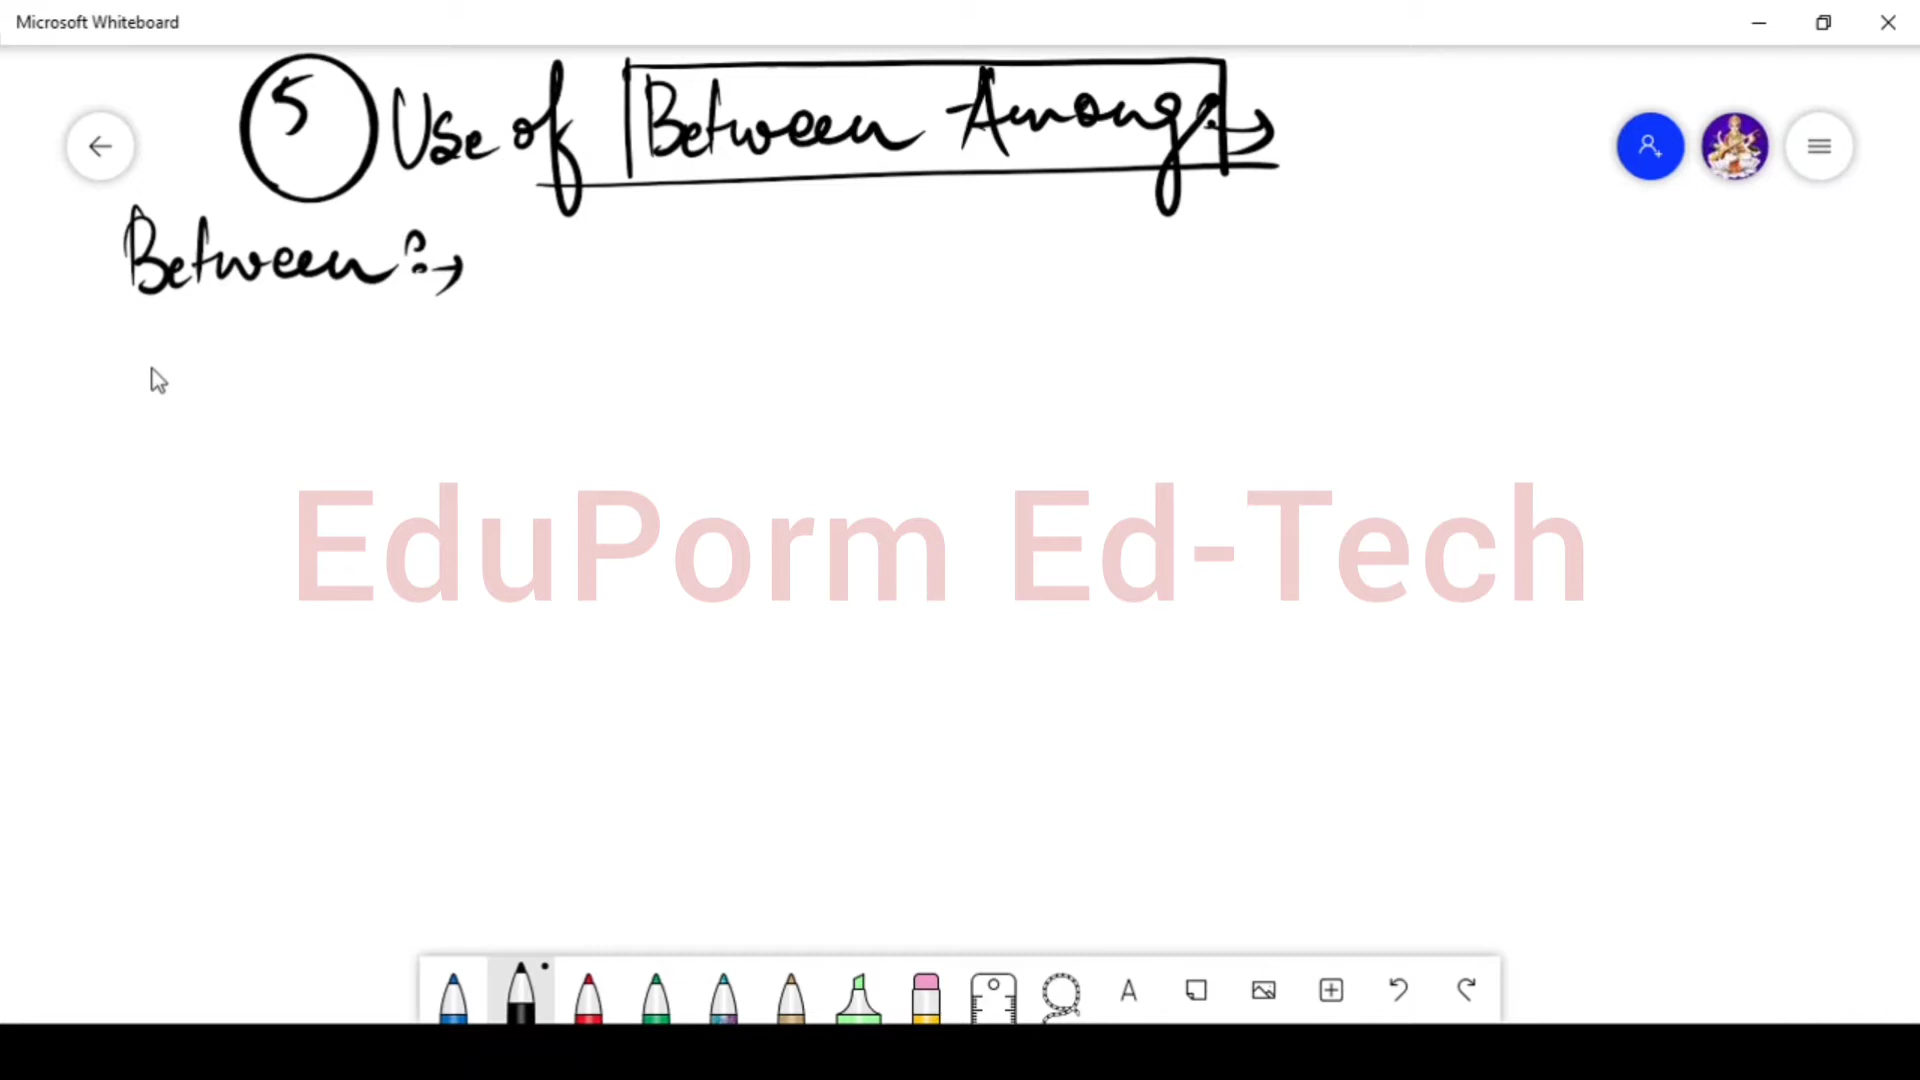 Microsoft Whiteboard
5 Use of Between Among :→
Between :→
EduPorm Ed-Tech
A